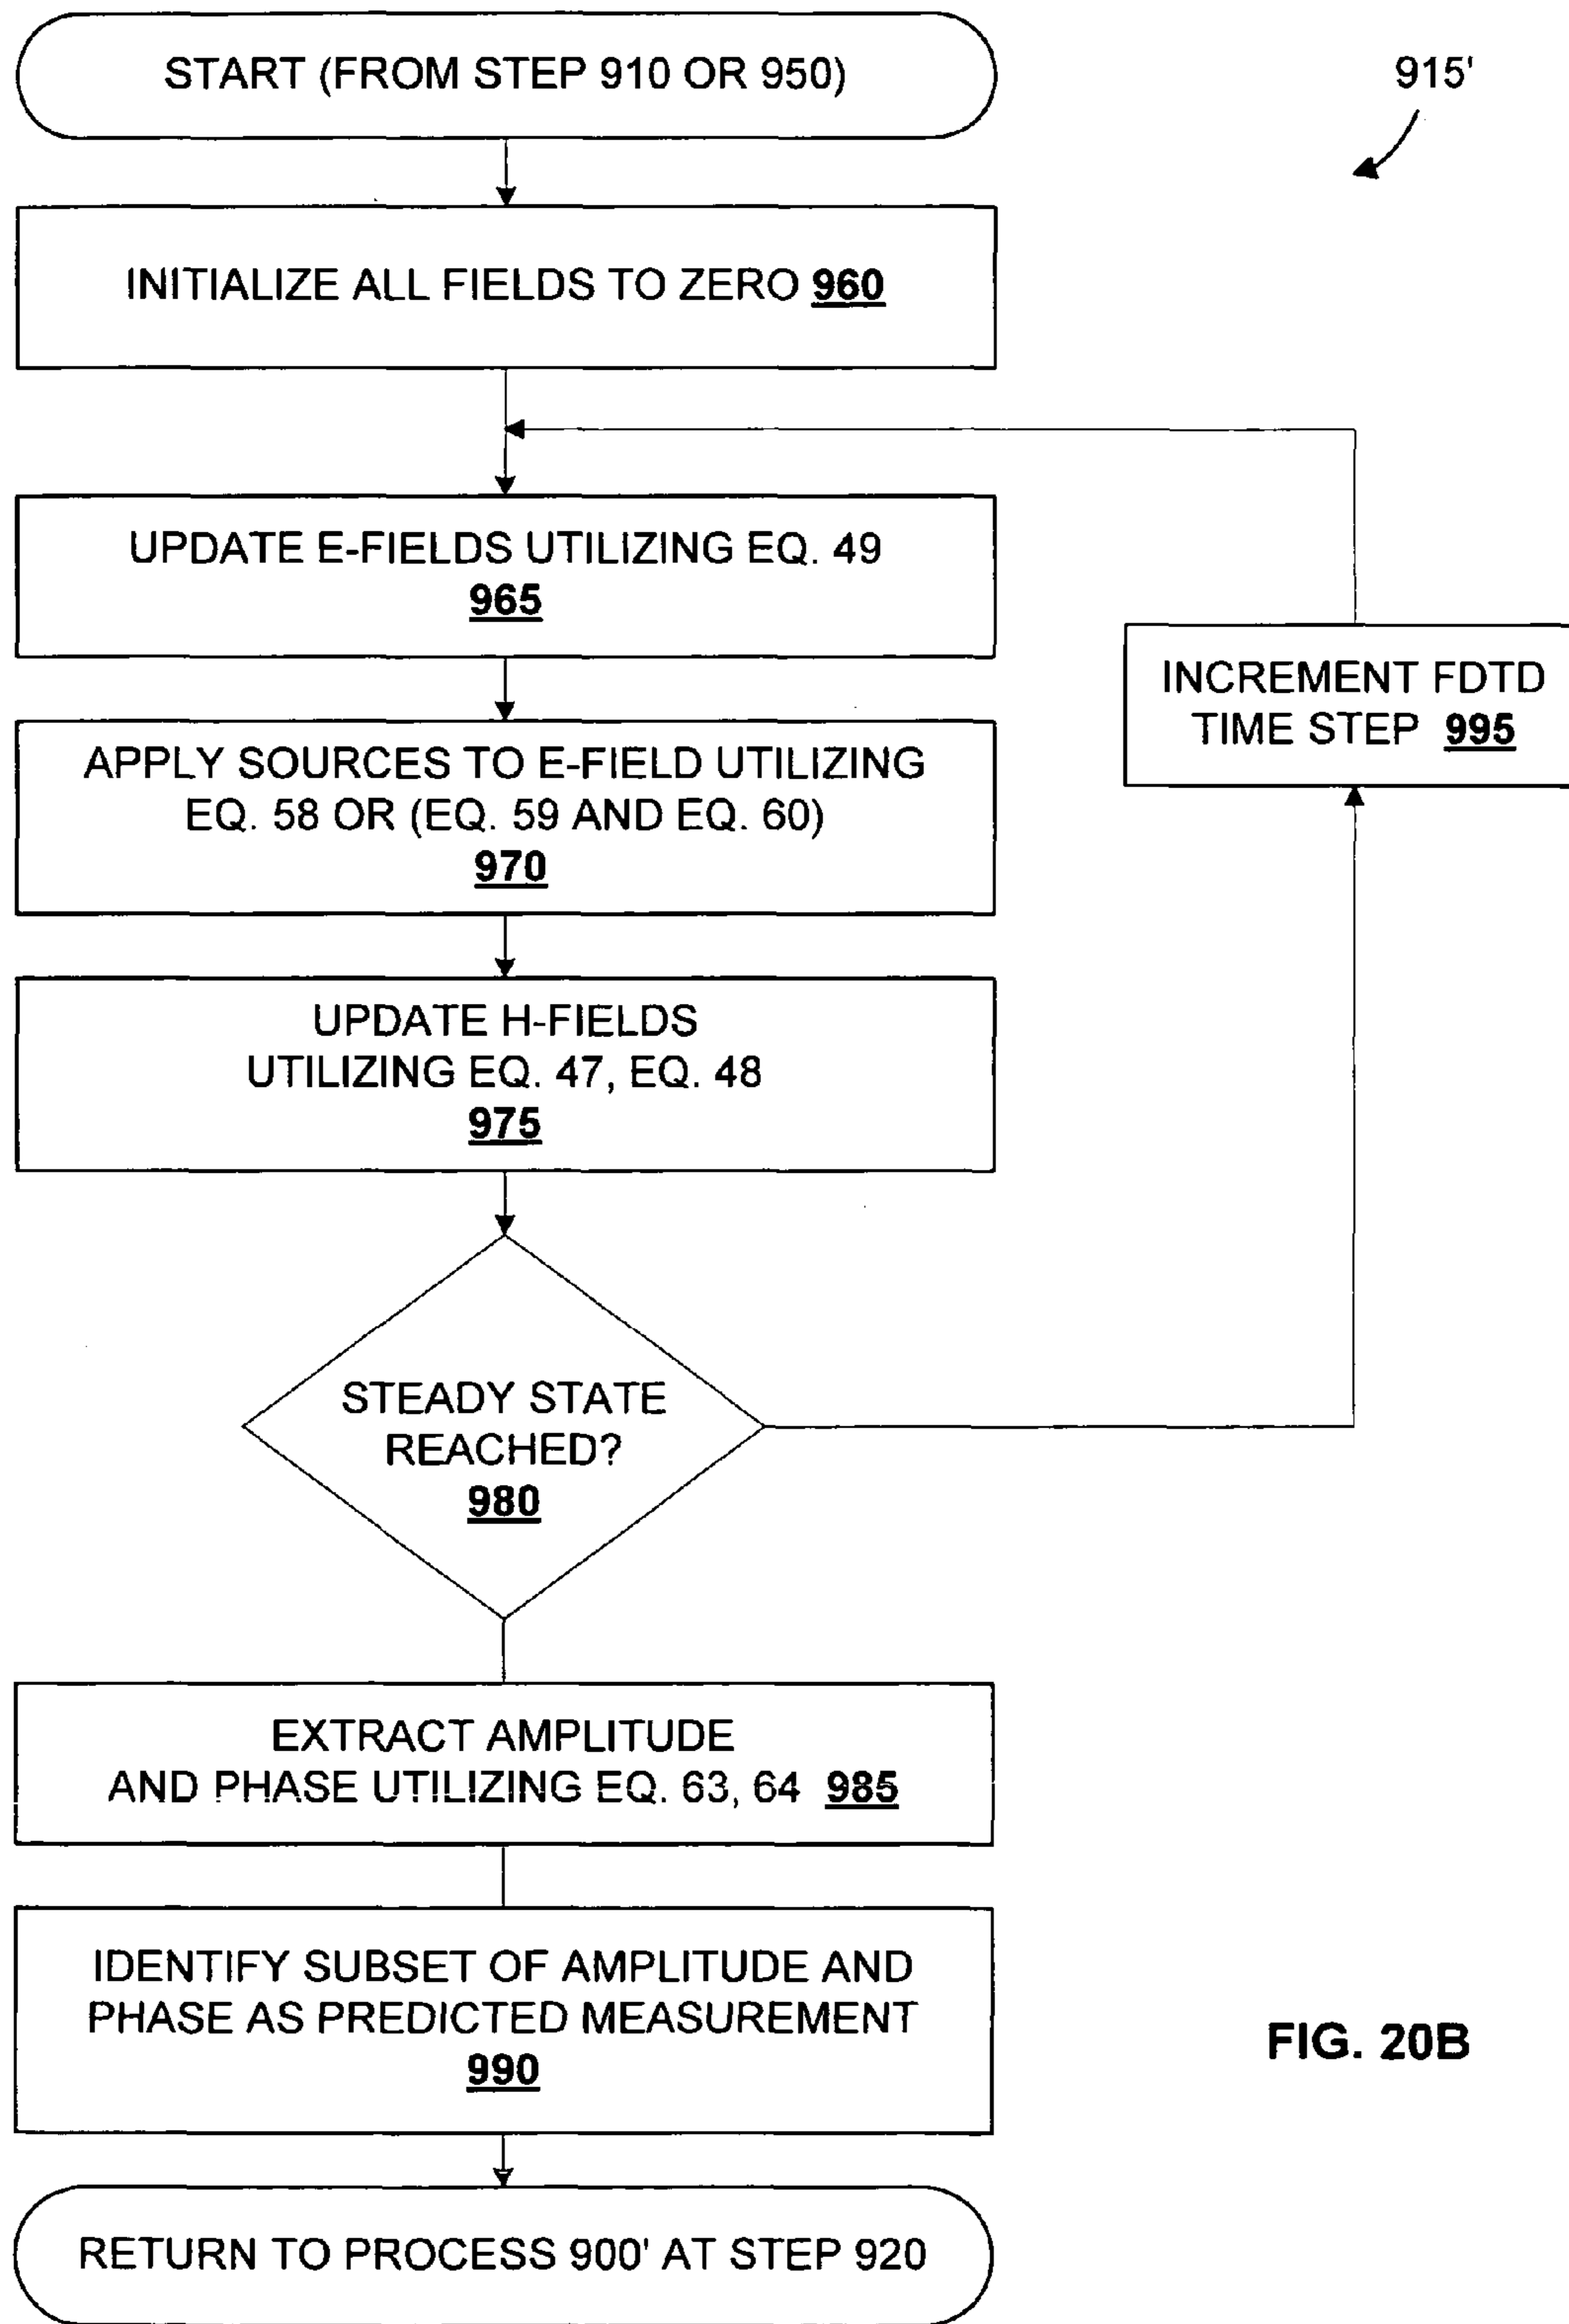 START (FROM STEP 910 OR 950)
915'
INITIALIZE ALL FIELDS TO ZERO 960
UPDATE E-FIELDS UTILIZING EQ. 49
965
INCREMENT FDTD
TIME STEP 995
APPLY SOURCES TO E-FIELD UTILIZING
EQ. 58 OR (EQ. 59 AND EQ. 60)
970
UPDATE H-FIELDS
UTILIZING EQ. 47, EQ. 48
975
STEADY STATE
REACHED?
980
EXTRACT AMPLITUDE
AND PHASE UTILIZING EQ. 63, 64 985
IDENTIFY SUBSET OF AMPLITUDE AND
PHASE AS PREDICTED MEASUREMENT
990
FIG. 20B
RETURN TO PROCESS 900' AT STEP 920